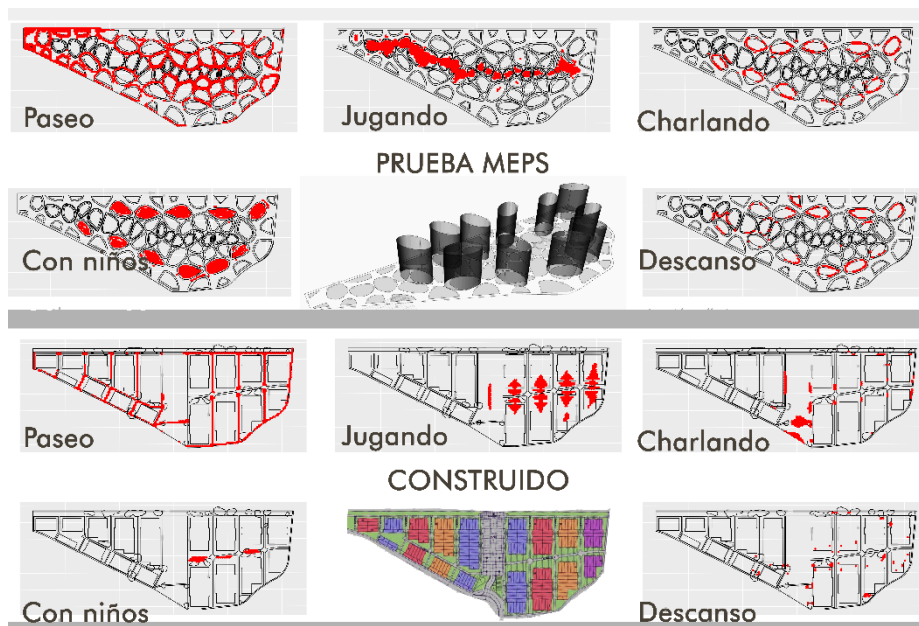 Paseo
Jugando
Charlando
PRUEBA MEPS
Con niños
Descanso
Paseo
Jugando
Charlando
CONSTRUIDO
Con niños
Descanso